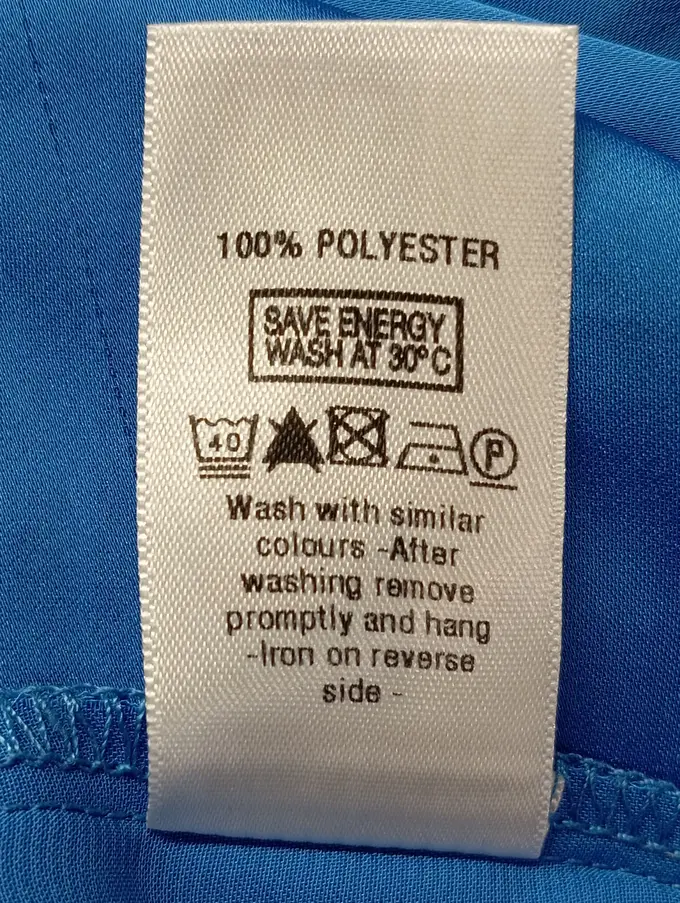 100% POLYESTER
SAVE ENERGY
WASH AT 30°C
40 P
Wash with similar
colours -After
washing remove
promptly and hang
-Iron on reverse
side -